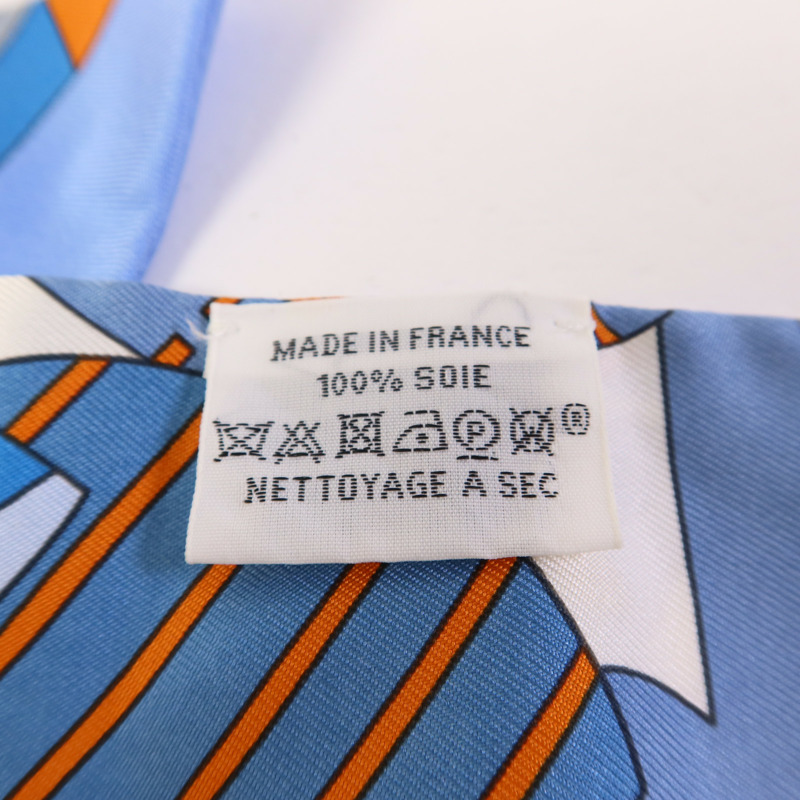 MADE IN FRANCE
100% SOIE
P W ®
NETTOYAGE A SEC